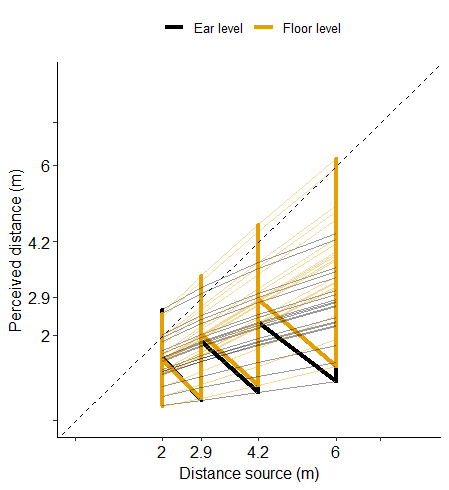 Ear level Floor level
Perceived distance (m)
6
4.2
2.9
2
2 2.9 4.2 6
Distance source (m)